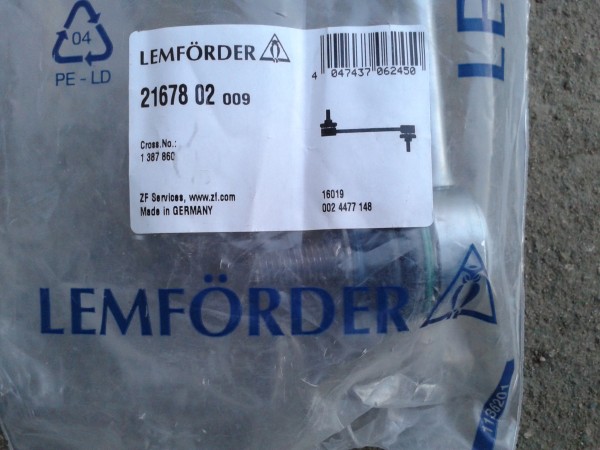 04
PE-LD
LEMFÖRDER
21678 02 009
4 047437 062450
Cross.No.:
1 387 860
ZF Services, www.zf.com
Made in GERMANY
16019
002 4477 148
LE
LEMFÖRDER
1186201